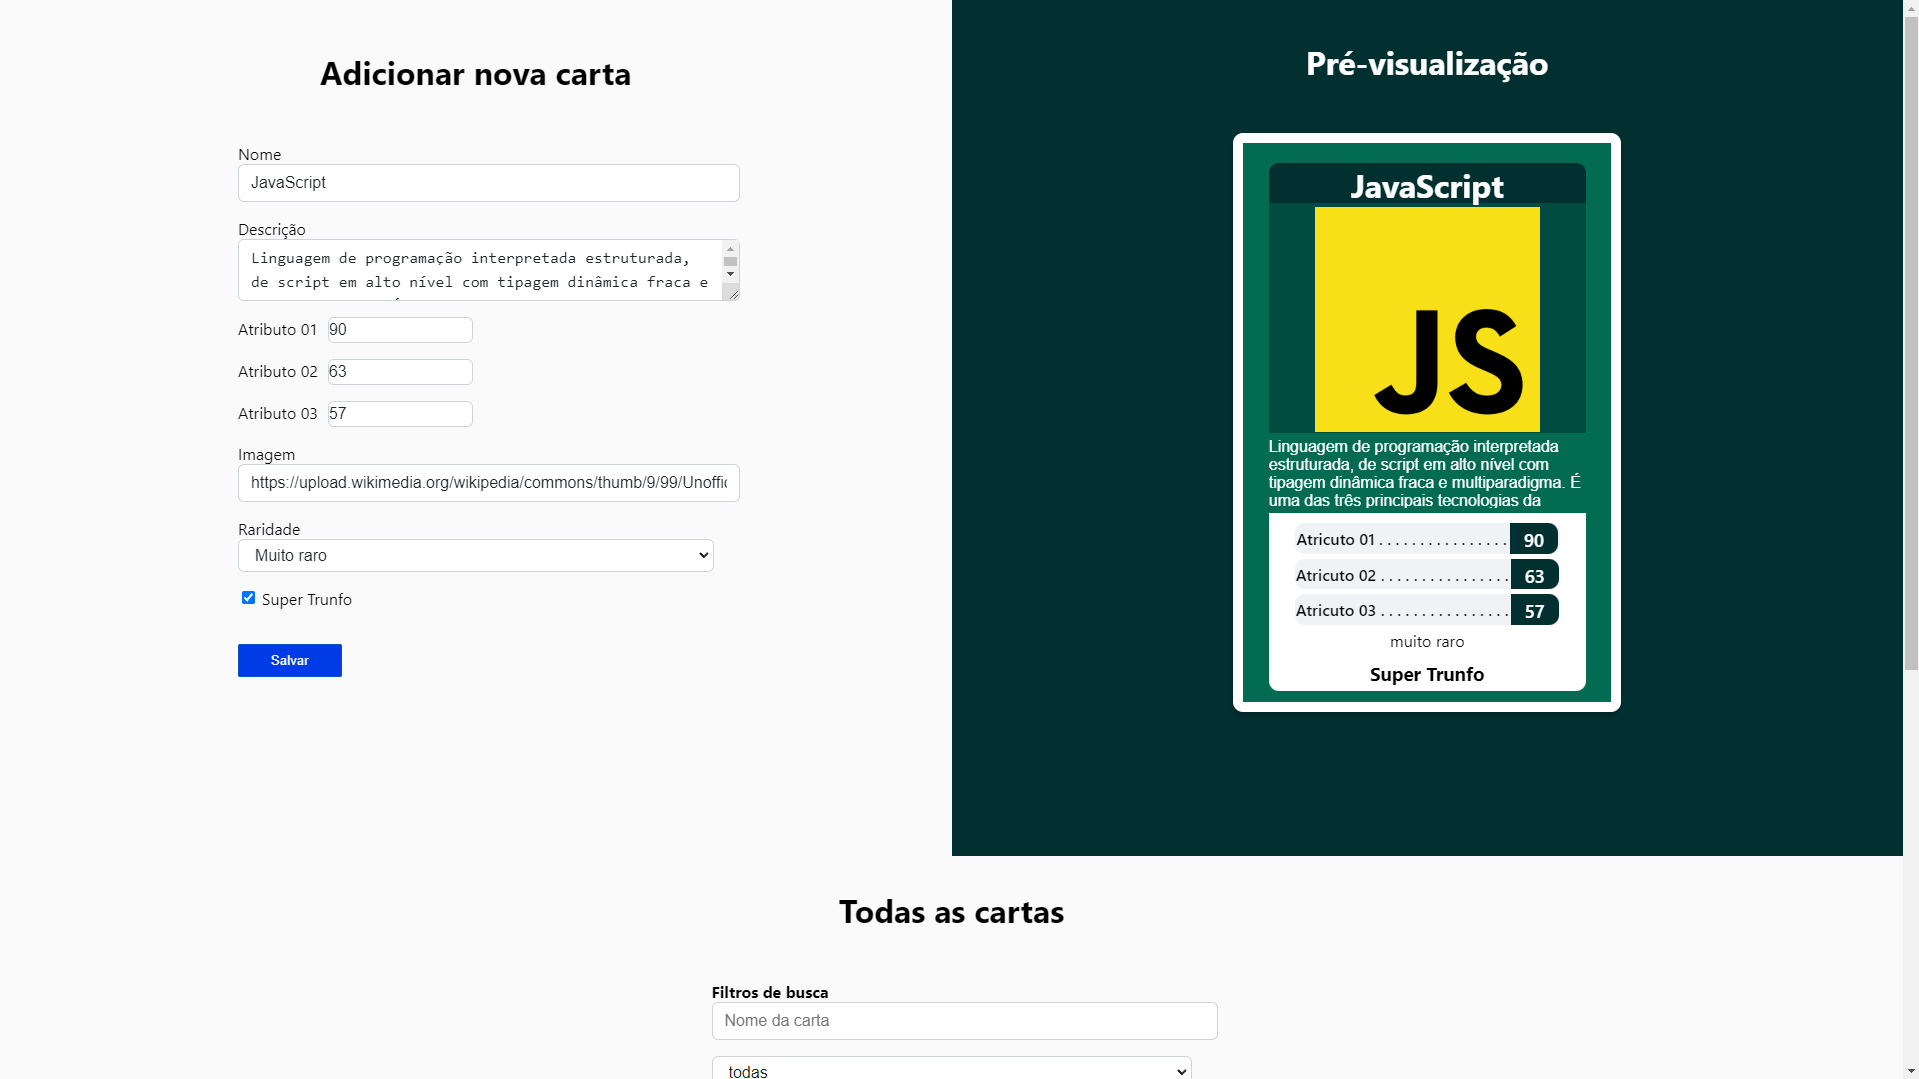 Adicionar nova carta
Nome
JavaScript
Descrição
Linguagem de programação interpretada estruturada,
de script em alto nível com tipagem dinâmica fraca e
Atributo 01 90
Atributo 02 63
Atributo 03 57
Imagem
https://upload.wikimedia.org/wikipedia/commons/thumb/9/99/Unoffic
Raridade
Muito raro
Super Trunfo
Salvar
Pré-visualização
JavaScript
JS
Linguagem de programação interpretada
estruturada, de script em alto nível com
tipagem dinâmica fraca e multiparadigma. É
uma das três principais tecnologias da
Atricuto 01 . . . . . . . . . . . . . . . . 90
Atricuto 02 . . . . . . . . . . . . . . . . 63
Atricuto 03 . . . . . . . . . . . . . . . . 57
muito raro
Super Trunfo
Todas as cartas
Filtros de busca
Nome da carta
todas